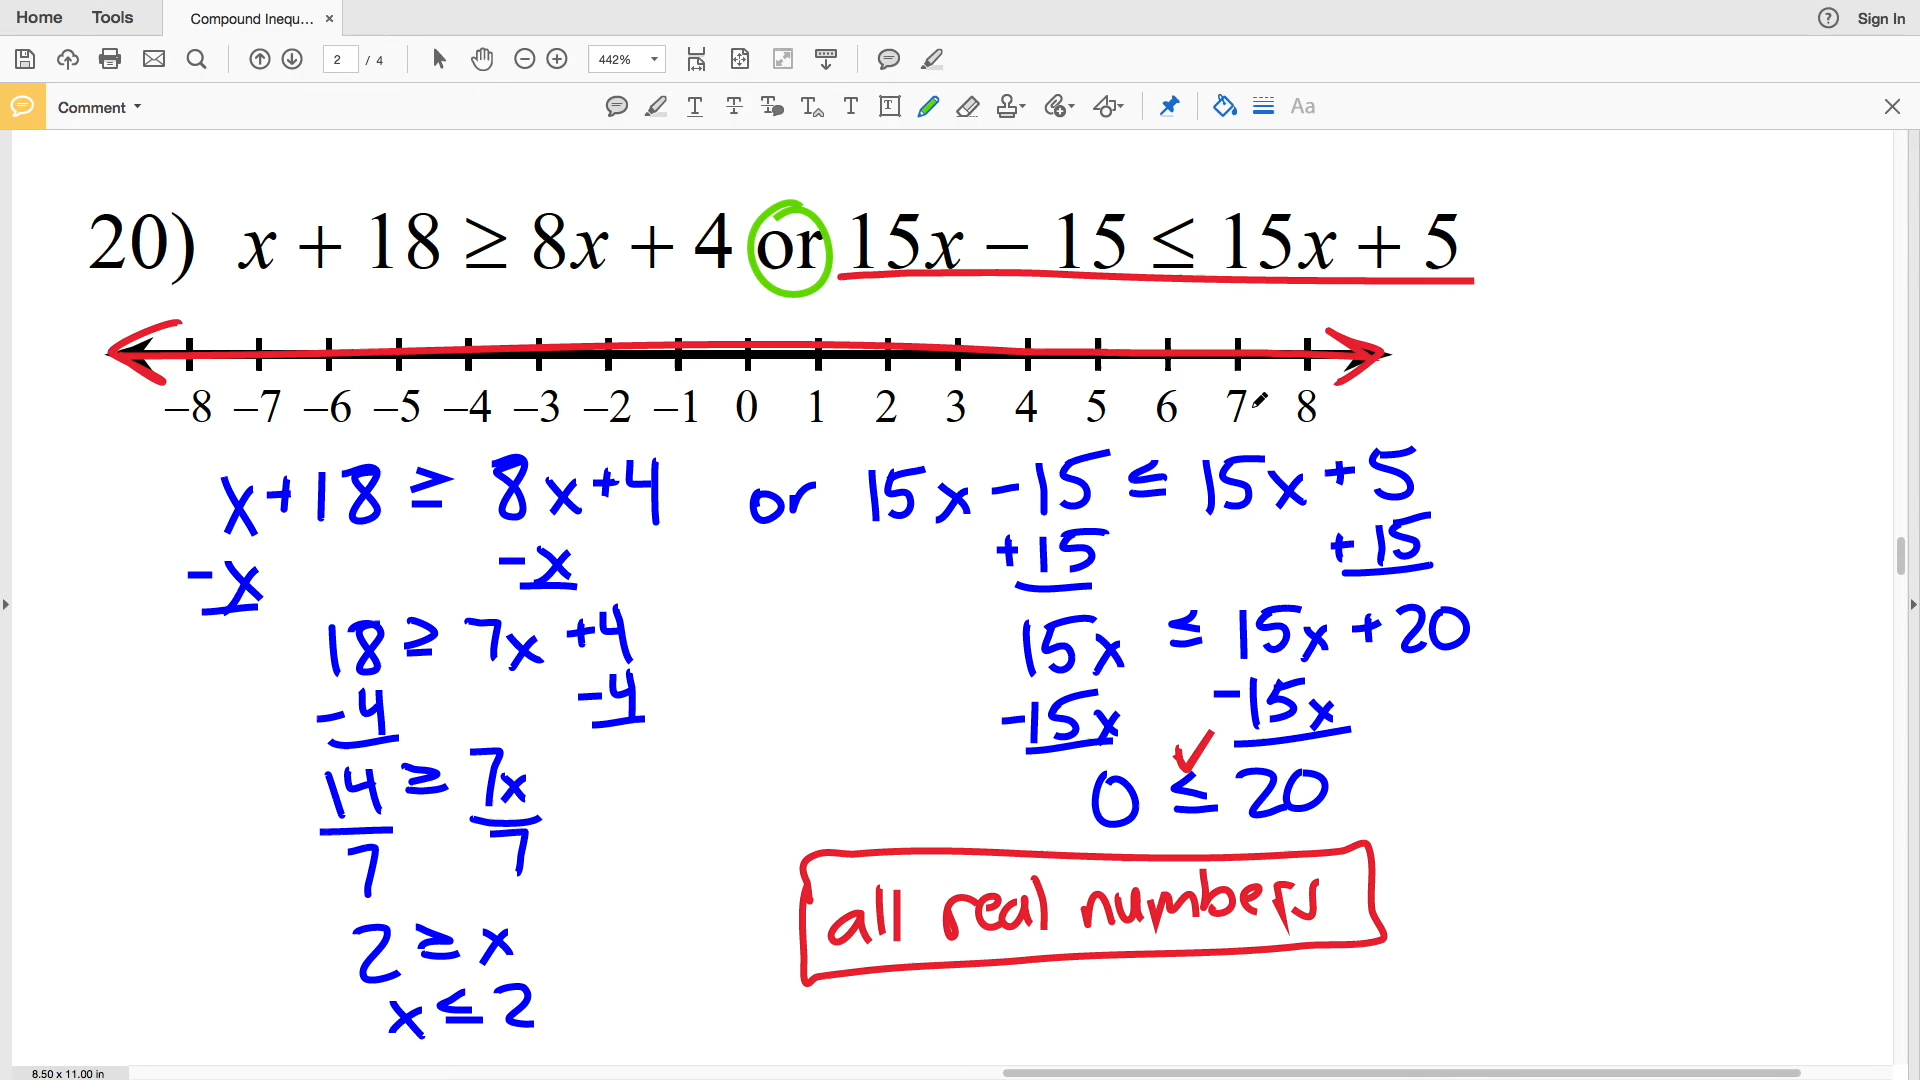 Home Tools Compound Inequ... × ? Sign In
2 / 4 442%
Comment T T T T T T Aa
20) x + 18 ≥ 8x + 4 or 15x − 15 ≤ 15x + 5
−8 −7 −6 −5 −4 −3 −2 −1 0 1 2 3 4 5 6 7 8
x+18 ≥ 8x+4 or 15x −15 ≤ 15x +5
−x −x +15 +15
18 ≥ 7x +4 15x ≤ 15x +20
−4 −4 −15x −15x
14 ≥ 7x 0 ≤ 20
7 7
all real numbers
2 ≥ x
x ≤ 2
8.50 x 11.00 in